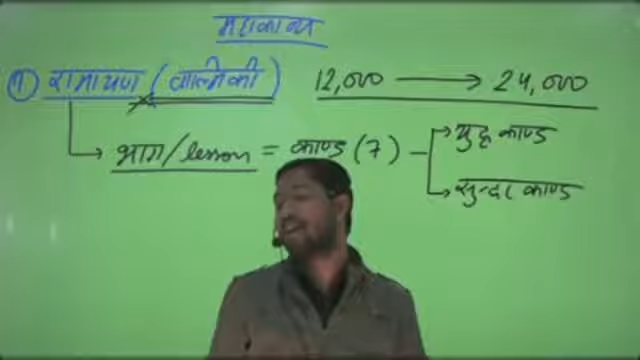 महाकाव्य
① रामायण (वाल्मीकी) 12,000 → 24,000
→ भाग/lesson = काण्ड (7) –
→ युद्ध काण्ड
→ सुन्दर काण्ड